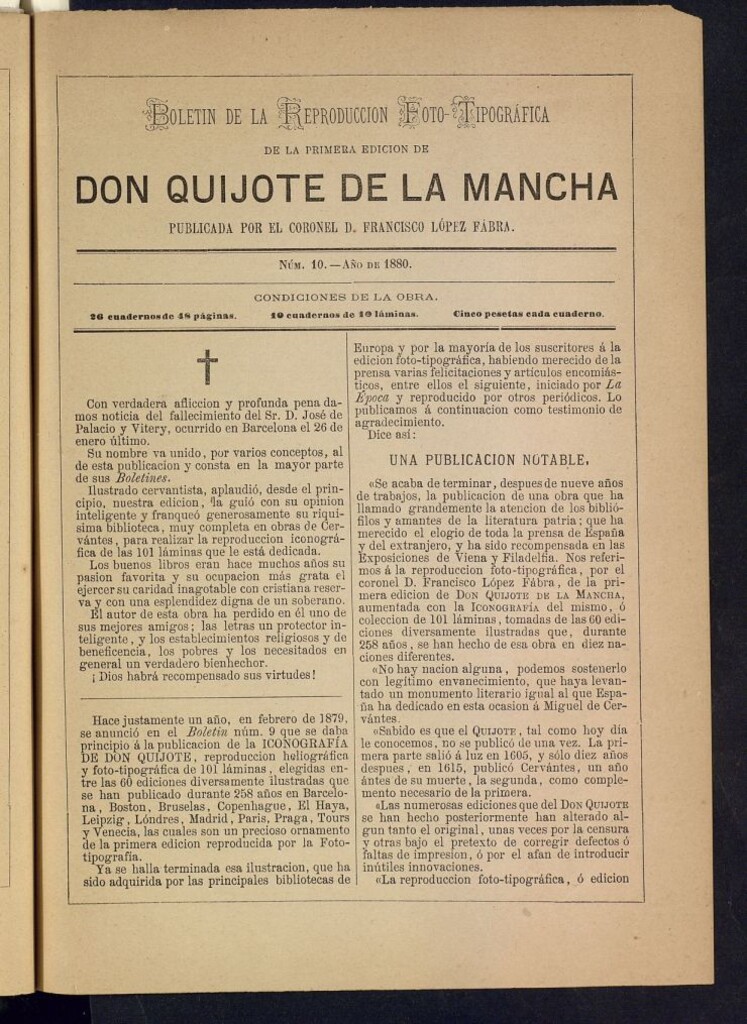 BOLETIN DE LA REPRODUCCION FOTO-TIPOGRÁFICA
DE LA PRIMERA EDICION DE
DON QUIJOTE DE LA MANCHA
PUBLICADA POR EL CORONEL D. FRANCISCO LÓPEZ FÁBRA.
NÚM. 10.—AÑO DE 1880.
CONDICIONES DE LA OBRA.
26 cuadernos de 48 páginas. 10 cuadernos de 10 láminas. Cinco pesetas cada cuaderno.
Con verdadera afliccion y profunda pena da-
mos noticia del fallecimiento del Sr. D. José de
Palacio y Vitery, ocurrido en Barcelona el 26 de
enero último.
Su nombre va unido, por varios conceptos, al
de esta publicacion y consta en la mayor parte
de sus Boletines.
Ilustrado cervantista, aplaudió, desde el prin-
cipio, nuestra edicion, la guió con su opinion
inteligente y franqueó generosamente su riquí-
sima biblioteca, muy completa en obras de Cer-
vántes, para realizar la reproduccion iconográ-
fica de las 101 láminas que le está dedicada.
Los buenos libros eran hace muchos años su
pasion favorita y su ocupacion más grata el
ejercer su caridad inagotable con cristiana reser-
va y con una esplendidez digna de un soberano.
El autor de esta obra ha perdido en él uno de
sus mejores amigos; las letras un protector in-
teligente, y los establecimientos religiosos y de
beneficencia, los pobres y los necesitados en
general un verdadero bienhechor.
¡Dios habrá recompensado sus virtudes!
Hace justamente un año, en febrero de 1879,
se anunció en el Boletin núm. 9 que se daba
principio á la publicacion de la ICONOGRAFÍA
DE DON QUIJOTE, reproduccion heliográfica
y foto-tipográfica de 101 láminas, elegidas en-
tre las 60 ediciones diversamente ilustradas que
se han publicado durante 258 años en Barcelo-
na, Boston, Bruselas, Copenhague, El Haya,
Leipzig, Lóndres, Madrid, Paris, Praga, Tours
y Venecia, las cuales son un precioso ornamento
de la primera edicion reproducida por la Foto-
tipografía.
Ya se halla terminada esa ilustracion, que ha
sido adquirida por las principales bibliotecas de
Europa y por la mayoría de los suscritores á la
edicion foto-tipográfica, habiendo merecido de la
prensa varias felicitaciones y artículos encomiás-
ticos, entre ellos el siguiente, iniciado por La
Época y reproducido por otros periódicos. Lo
publicamos á continuacion como testimonio de
agradecimiento.
Dice así:
UNA PUBLICACION NOTABLE.
«Se acaba de terminar, despues de nueve años
de trabajos, la publicacion de una obra que ha
llamado grandemente la atencion de los bibliófi-
filos y amantes de la literatura patria; que ha
merecido el elogio de toda la prensa de España
y del extranjero, y ha sido recompensada en las
Exposiciones de Viena y Filadelfia. Nos referi-
mos á la reproduccion foto-tipográfica, por el
coronel D. Francisco López Fábra, de la pri-
mera edicion de DON QUIJOTE DE LA MANCHA,
aumentada con la ICONOGRAFÍA del mismo, ó
coleccion de 101 láminas, tomadas de las 60 edi-
ciones diversamente ilustradas que, durante
258 años, se han hecho de esa obra en diez na-
ciones diferentes.
«No hay nacion alguna, podemos sostenerlo
con legítimo envanecimiento, que haya levan-
tado un monumento literario igual al que Espa-
ña ha dedicado en esta ocasion á Miguel de Cer-
vántes.
«Sabido es que el QUIJOTE, tal como hoy dia
le conocemos, no se publicó de una vez. La pri-
mera parte salió á luz en 1605, y sólo diez años
despues, en 1615, publicó Cervántes, un año
ántes de su muerte, la segunda, como comple-
mento necesario de la primera.
«Las numerosas ediciones que del DON QUIJOTE
se han hecho posteriormente han alterado al-
gun tanto el original, unas veces por la censura
y otras bajo el pretexto de corregir defectos ó
faltas de impresion, ó por el afan de introducir
inútiles innovaciones.
«La reproduccion foto-tipográfica, ó edicion